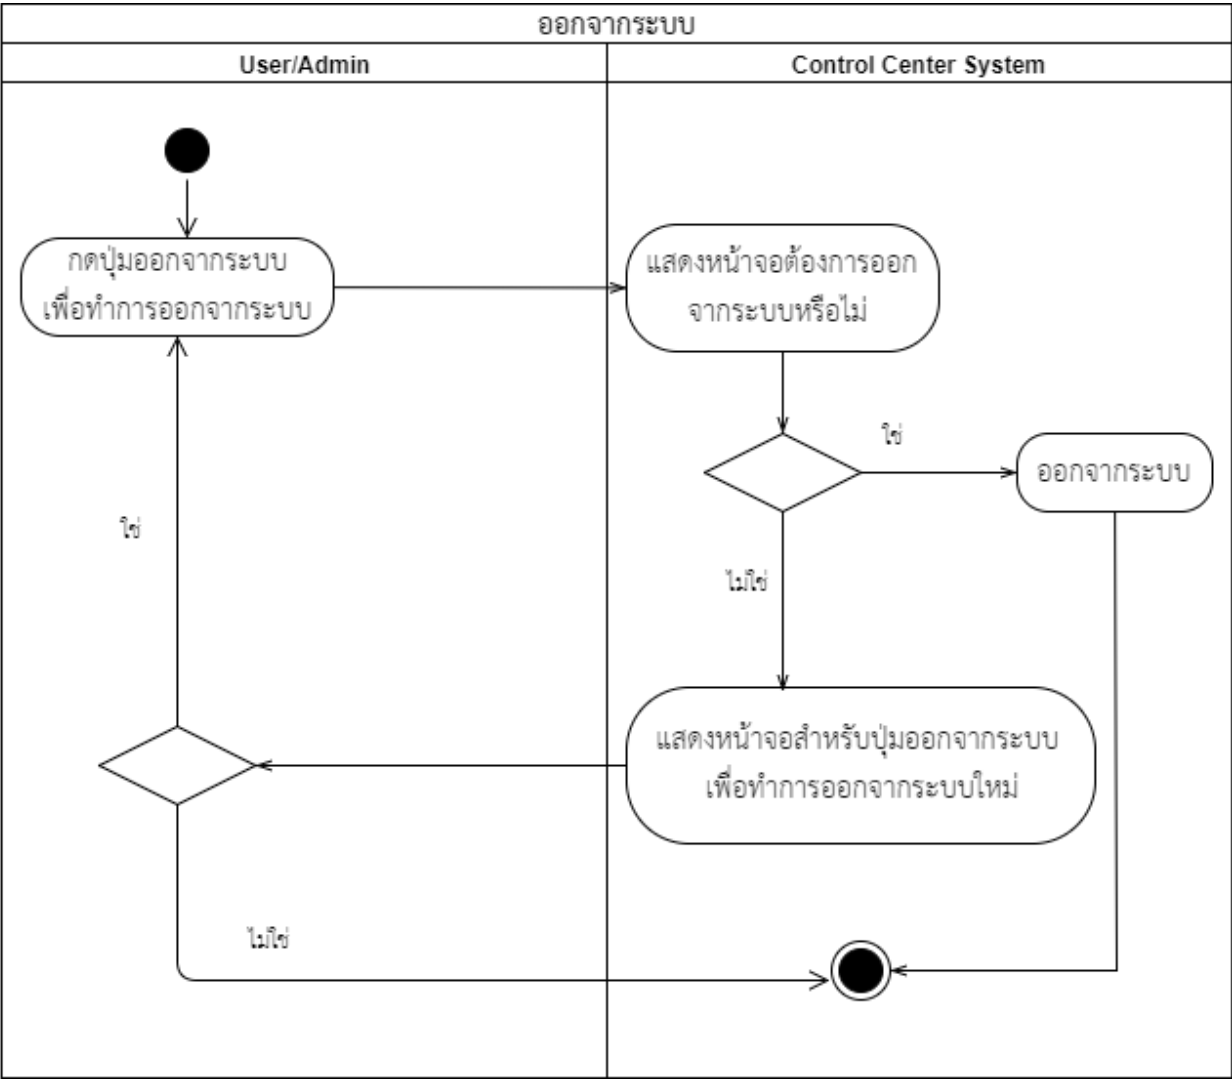 ออกจากระบบ
User/Admin
Control Center System
กดปุ่มออกจากระบบ
เพื่อทำการออกจากระบบ
แสดงหน้าจอต้องการออก
จากระบบหรือไม่
ใช่
ออกจากระบบ
ใช่
ไม่ใช่
แสดงหน้าจอสำหรับปุ่มออกจากระบบ
เพื่อทำการออกจากระบบใหม่
ไม่ใช่